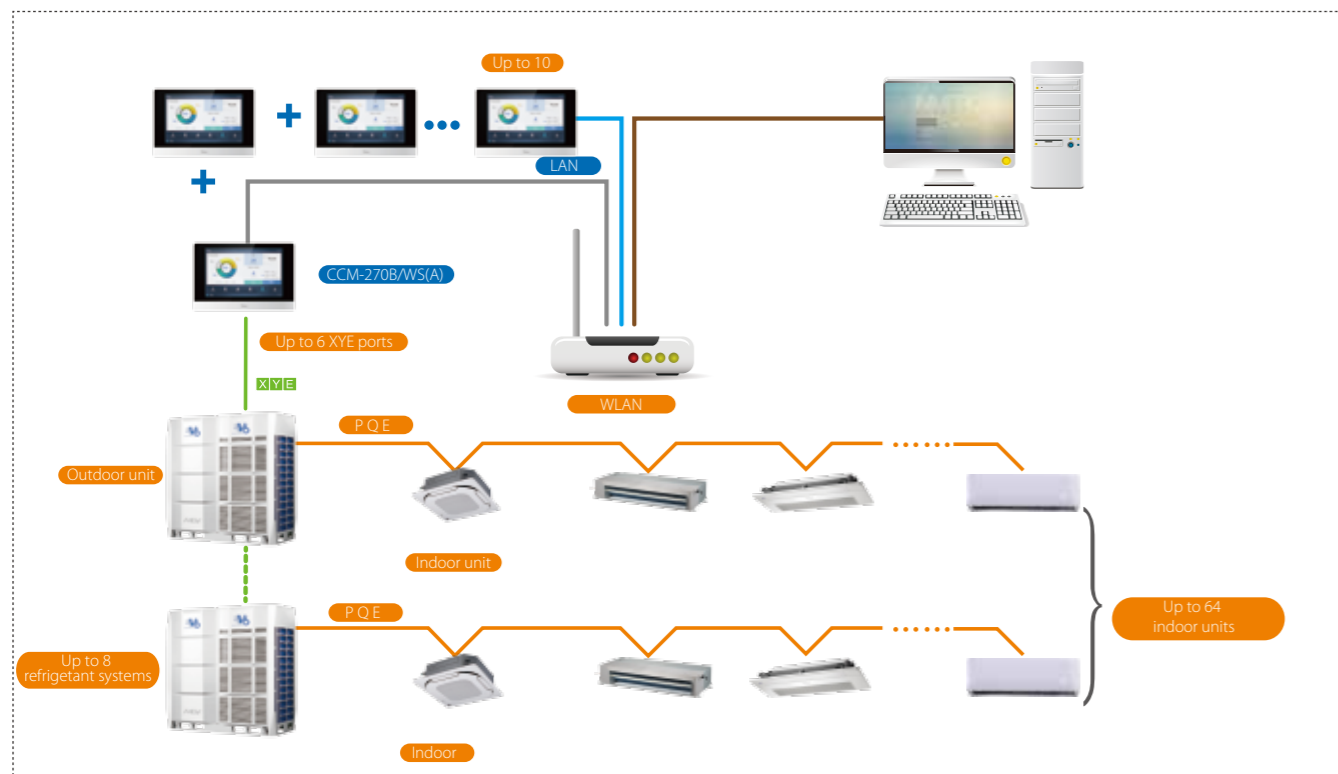 Up to 10
LAN
CCM-270B/WS(A)
Up to 6 XYE ports
X Y E
WLAN
P Q E
Outdoor unit
Indoor unit
P Q E
Up to 64
indoor units
Up to 8
refrigetant systems
Indoor